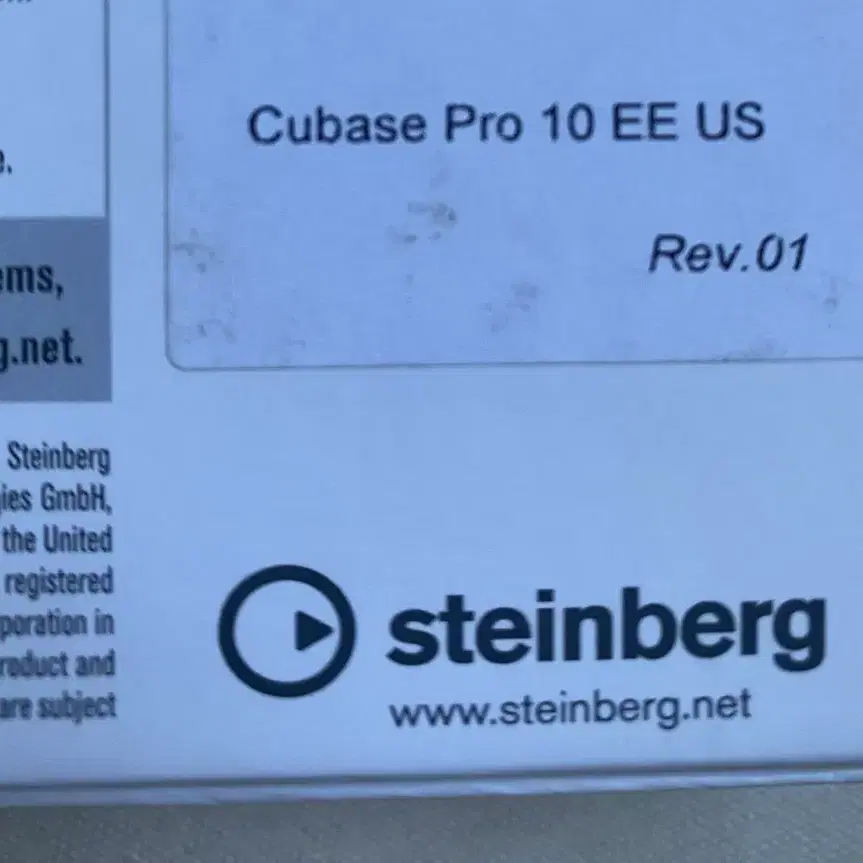 e.
ems,
g.net.
Steinberg
ies GmbH,
the United
registered
poration in
roduct and
are subject
Cubase Pro 10 EE US
Rev.01
steinberg
www.steinberg.net